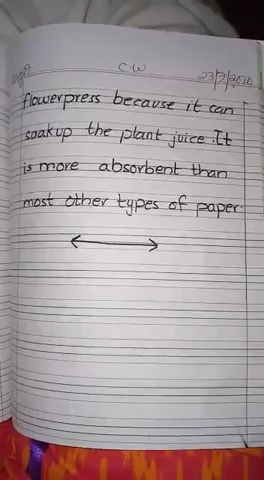 CW
23/7/2020
flowerpress because it can
soakup the plant juice. It
is more absorbent than
most other types of paper.